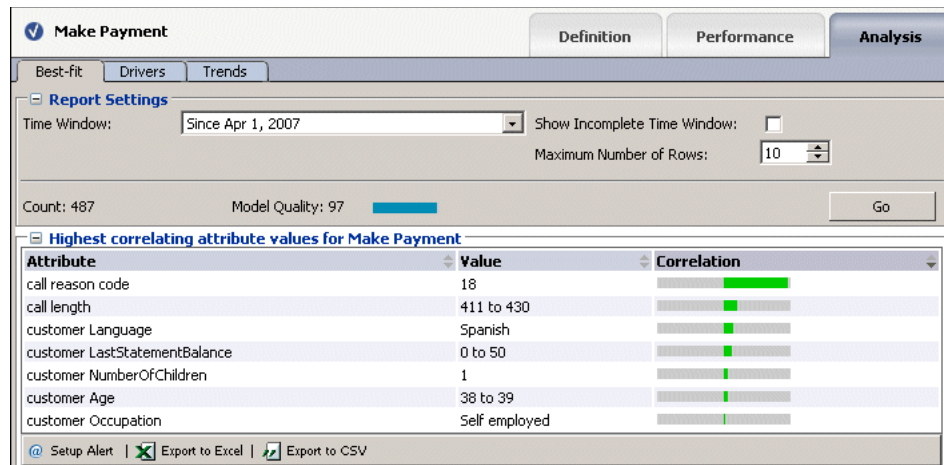 Make Payment
Definition
Performance
Analysis
Best-fit
Drivers
Trends
Report Settings
Time Window: Since Apr 1, 2007 Show Incomplete Time Window:
Maximum Number of Rows: 10
Count: 487 Model Quality: 97 Go
Highest correlating attribute values for Make Payment
Attribute Value Correlation
call reason code 18
call length 411 to 430
customer Language Spanish
customer LastStatementBalance 0 to 50
customer NumberOfChildren 1
customer Age 38 to 39
customer Occupation Self employed
@ Setup Alert | Export to Excel | Export to CSV